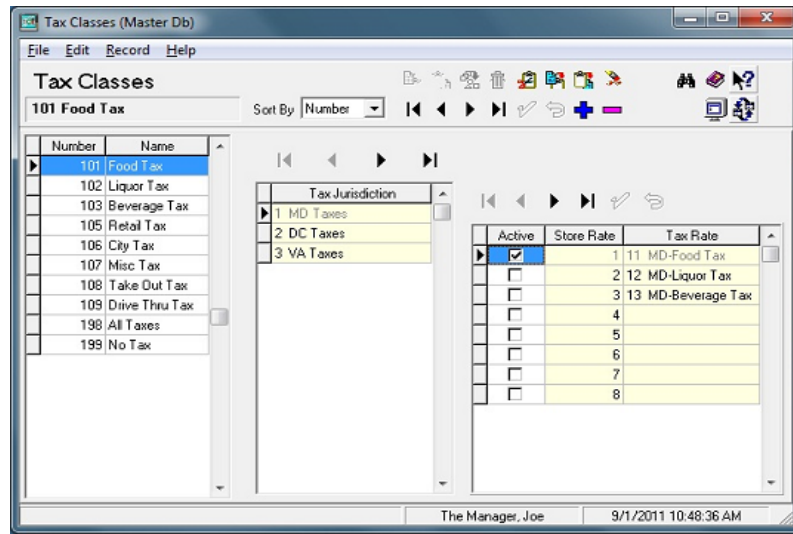 Tax Classes (Master Db)
File Edit Record Help
Tax Classes
101 Food Tax
Sort By Number
Number Name
101 Food Tax
102 Liquor Tax
103 Beverage Tax
105 Retail Tax
106 City Tax
107 Misc Tax
108 Take Out Tax
109 Drive Thru Tax
198 All Taxes
199 No Tax
Tax Jurisdiction
1 MD Taxes
2 DC Taxes
3 VA Taxes
Active Store Rate Tax Rate
1 11 MD-Food Tax
2 12 MD-Liquor Tax
3 13 MD-Beverage Tax
4
5
6
7
8
The Manager, Joe 9/1/2011 10:48:36 AM